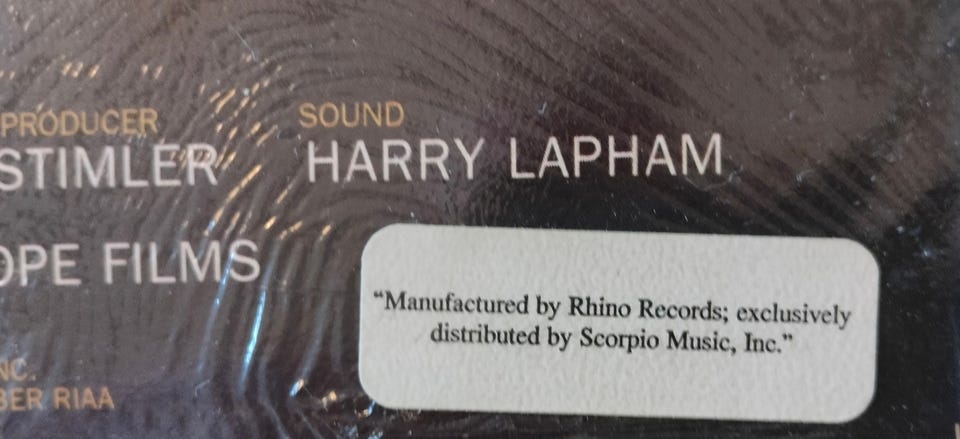 PRODUCER
SOUND
STIMLER
HARRY LAPHAM
OPE FILMS
“Manufactured by Rhino Records; exclusively
distributed by Scorpio Music, Inc.”
NC.
BER RIAA